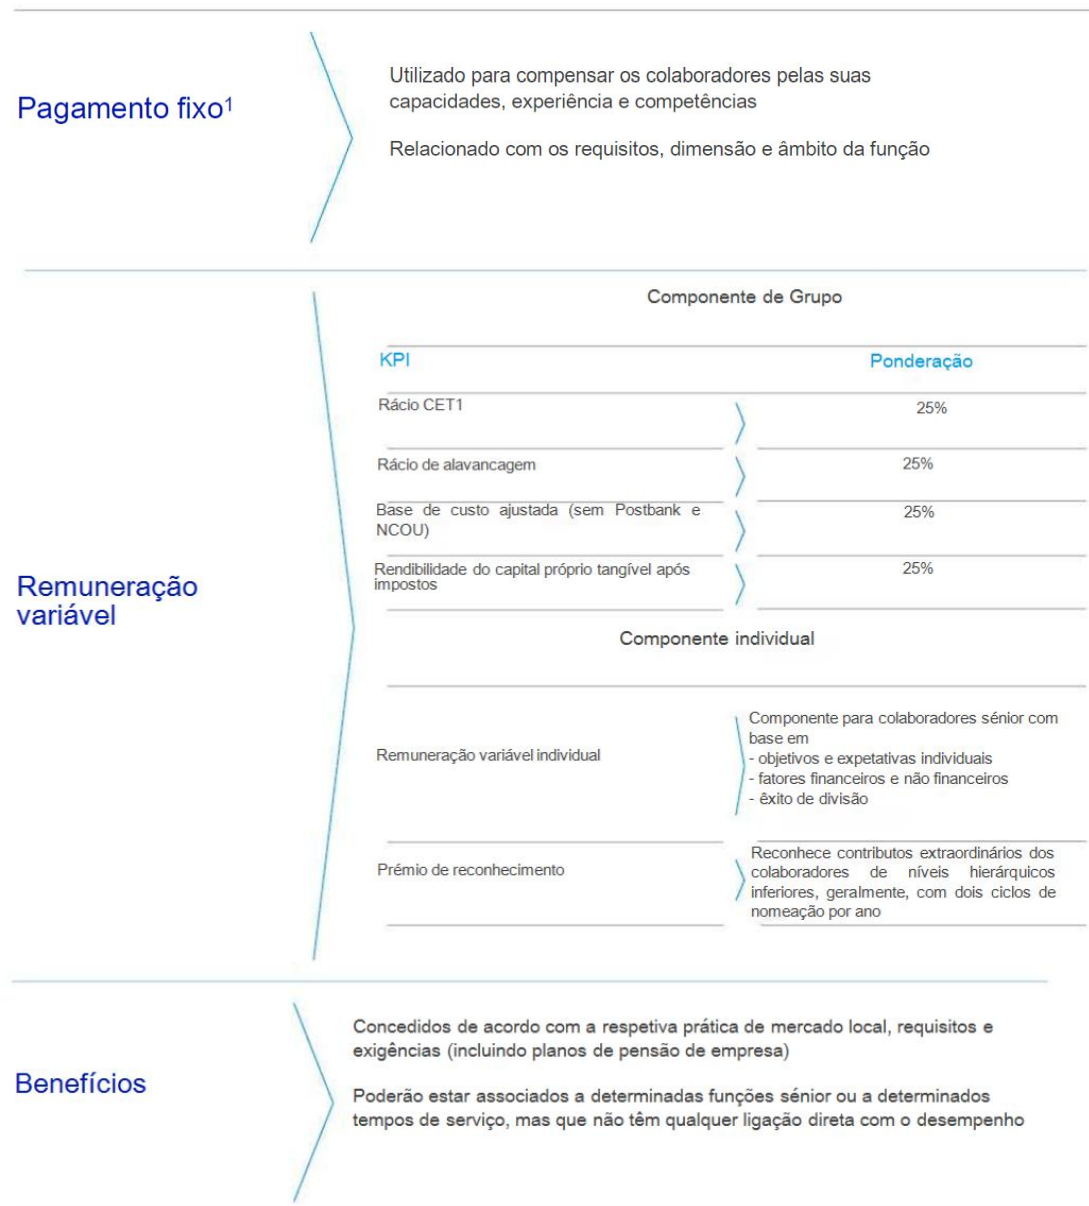 Pagamento fixo¹
Utilizado para compensar os colaboradores pelas suas
capacidades, experiência e competências
Relacionado com os requisitos, dimensão e âmbito da função
Remuneração
variável
Componente de Grupo
KPI Ponderação
Rácio CET1 25%
Rácio de alavancagem 25%
Base de custo ajustada (sem Postbank e
NCOU) 25%
Rendibilidade do capital próprio tangível após
impostos 25%
Componente individual
Remuneração variável individual
Componente para colaboradores sénior com
base em
- objetivos e expetativas individuais
- fatores financeiros e não financeiros
- êxito de divisão
Prémio de reconhecimento
Reconhece contributos extraordinários dos
colaboradores de níveis hierárquicos
inferiores, geralmente, com dois ciclos de
nomeação por ano
Benefícios
Concedidos de acordo com a respetiva prática de mercado local, requisitos e
exigências (incluindo planos de pensão de empresa)
Poderão estar associados a determinadas funções sénior ou a determinados
tempos de serviço, mas que não têm qualquer ligação direta com o desempenho